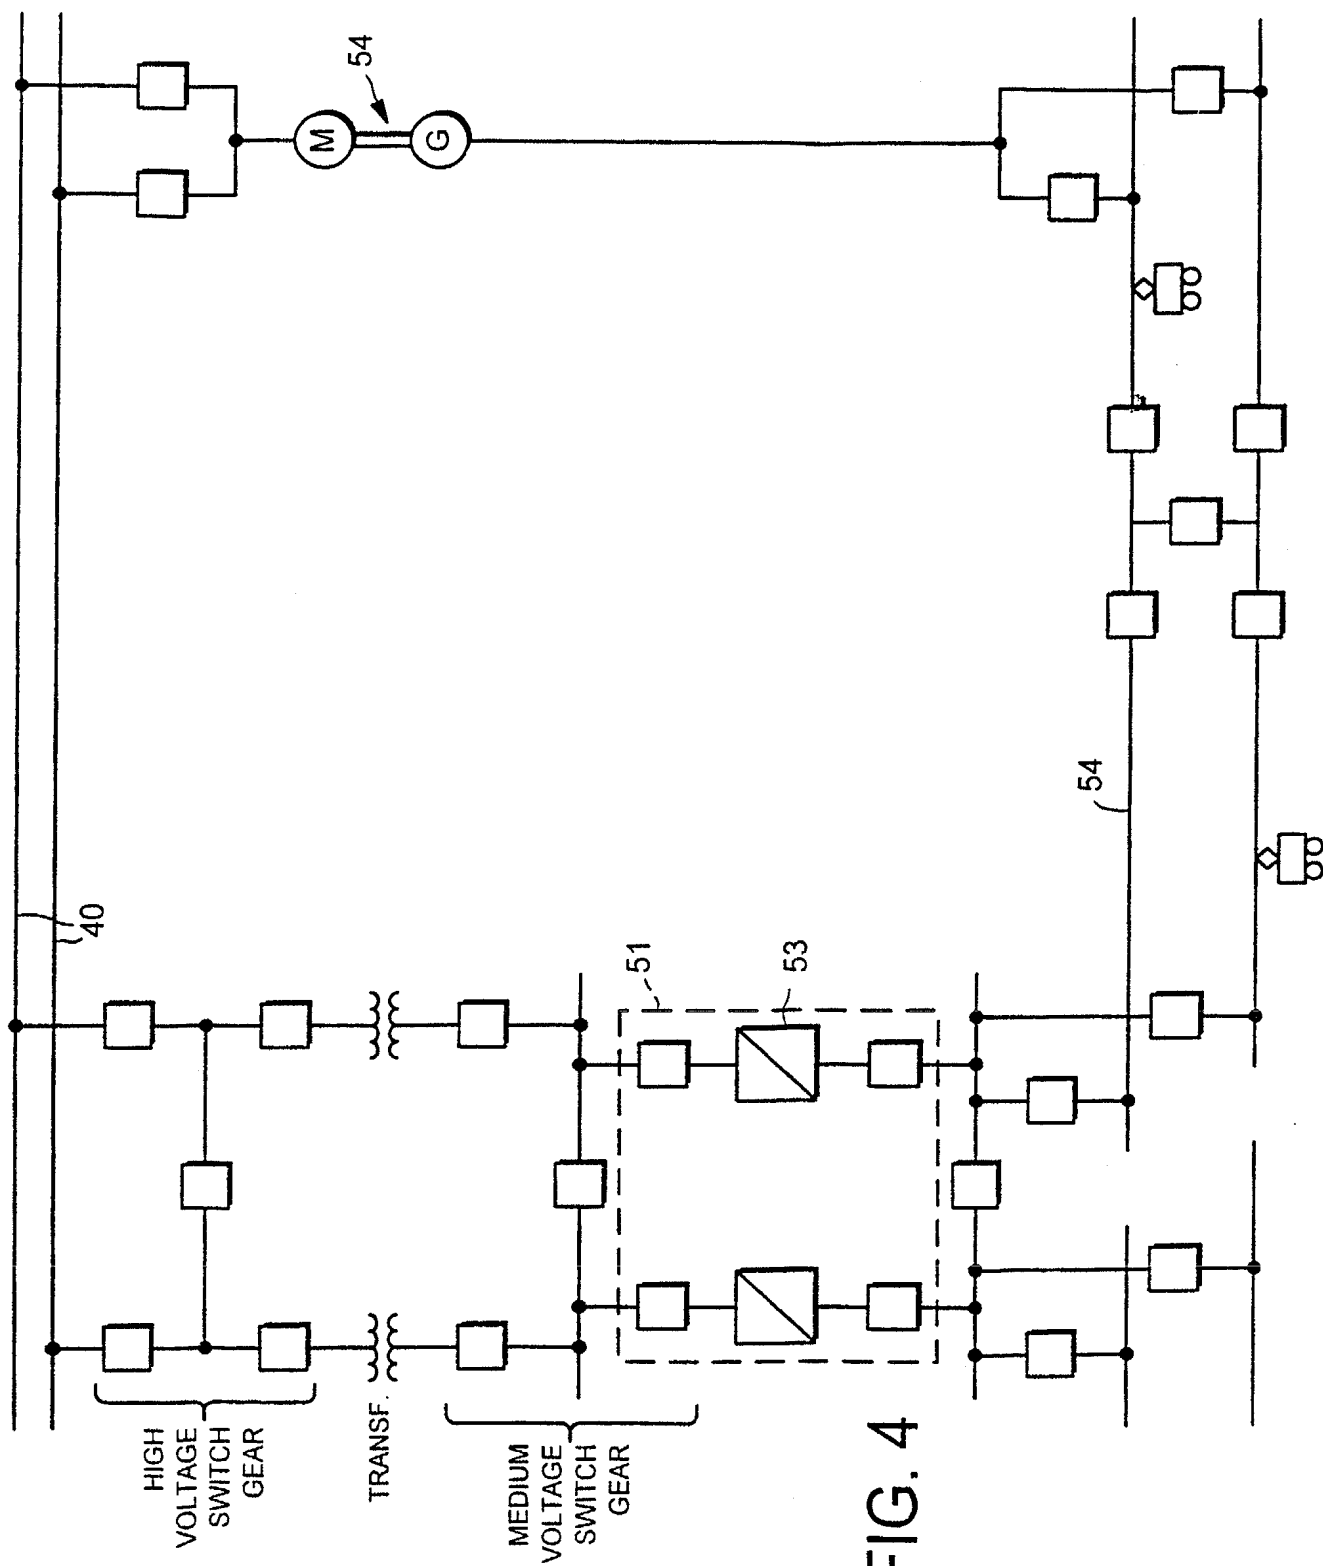 HIGH
VOLTAGE
SWITCH
GEAR
TRANSF.
MEDIUM
VOLTAGE
SWITCH
GEAR
40
51
53
54
54
M
G
FIG. 4